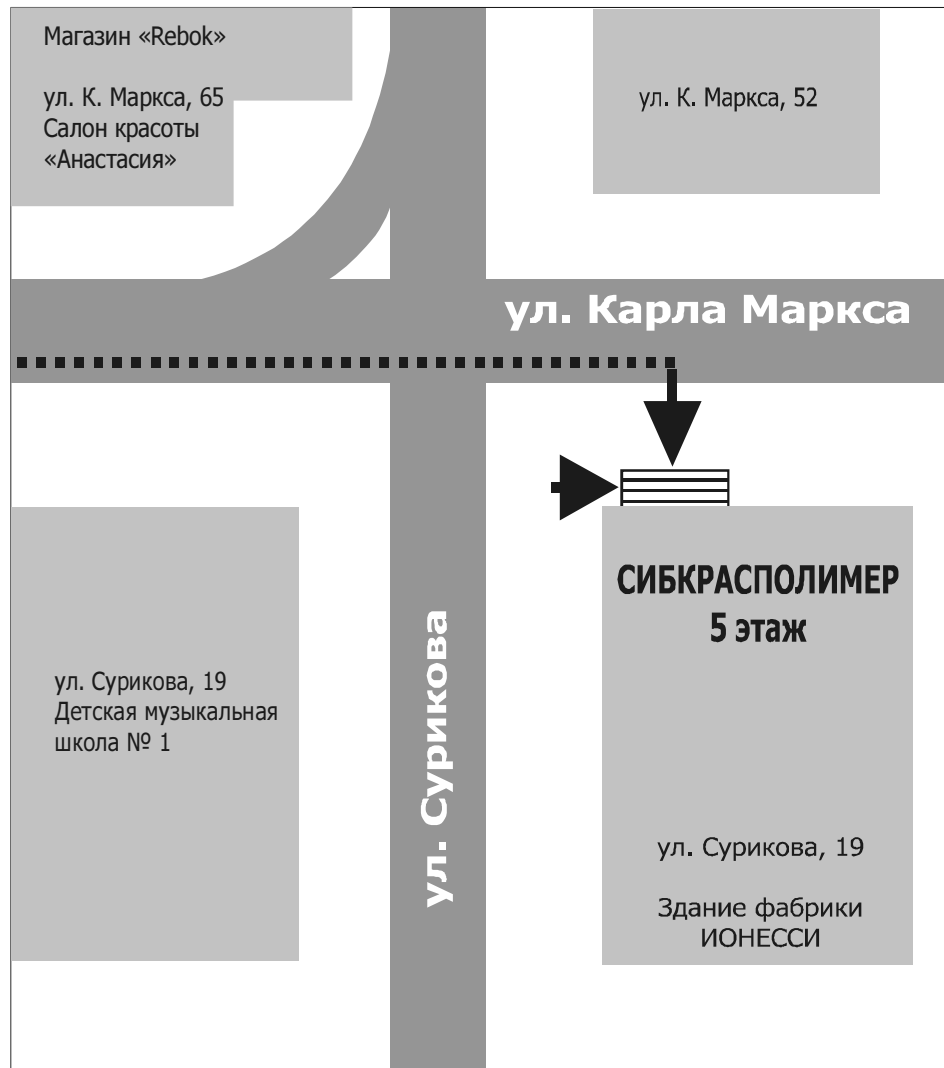 Магазин «Rebok»
ул. К. Маркса, 65
Салон красоты
«Анастасия»
ул. К. Маркса, 52
ул. Карла Маркса
СИБКРАСПОЛИМЕР
5 этаж
ул. Сурикова
ул. Сурикова, 19
Детская музыкальная
школа № 1
ул. Сурикова, 19
Здание фабрики
ИОНЕССИ